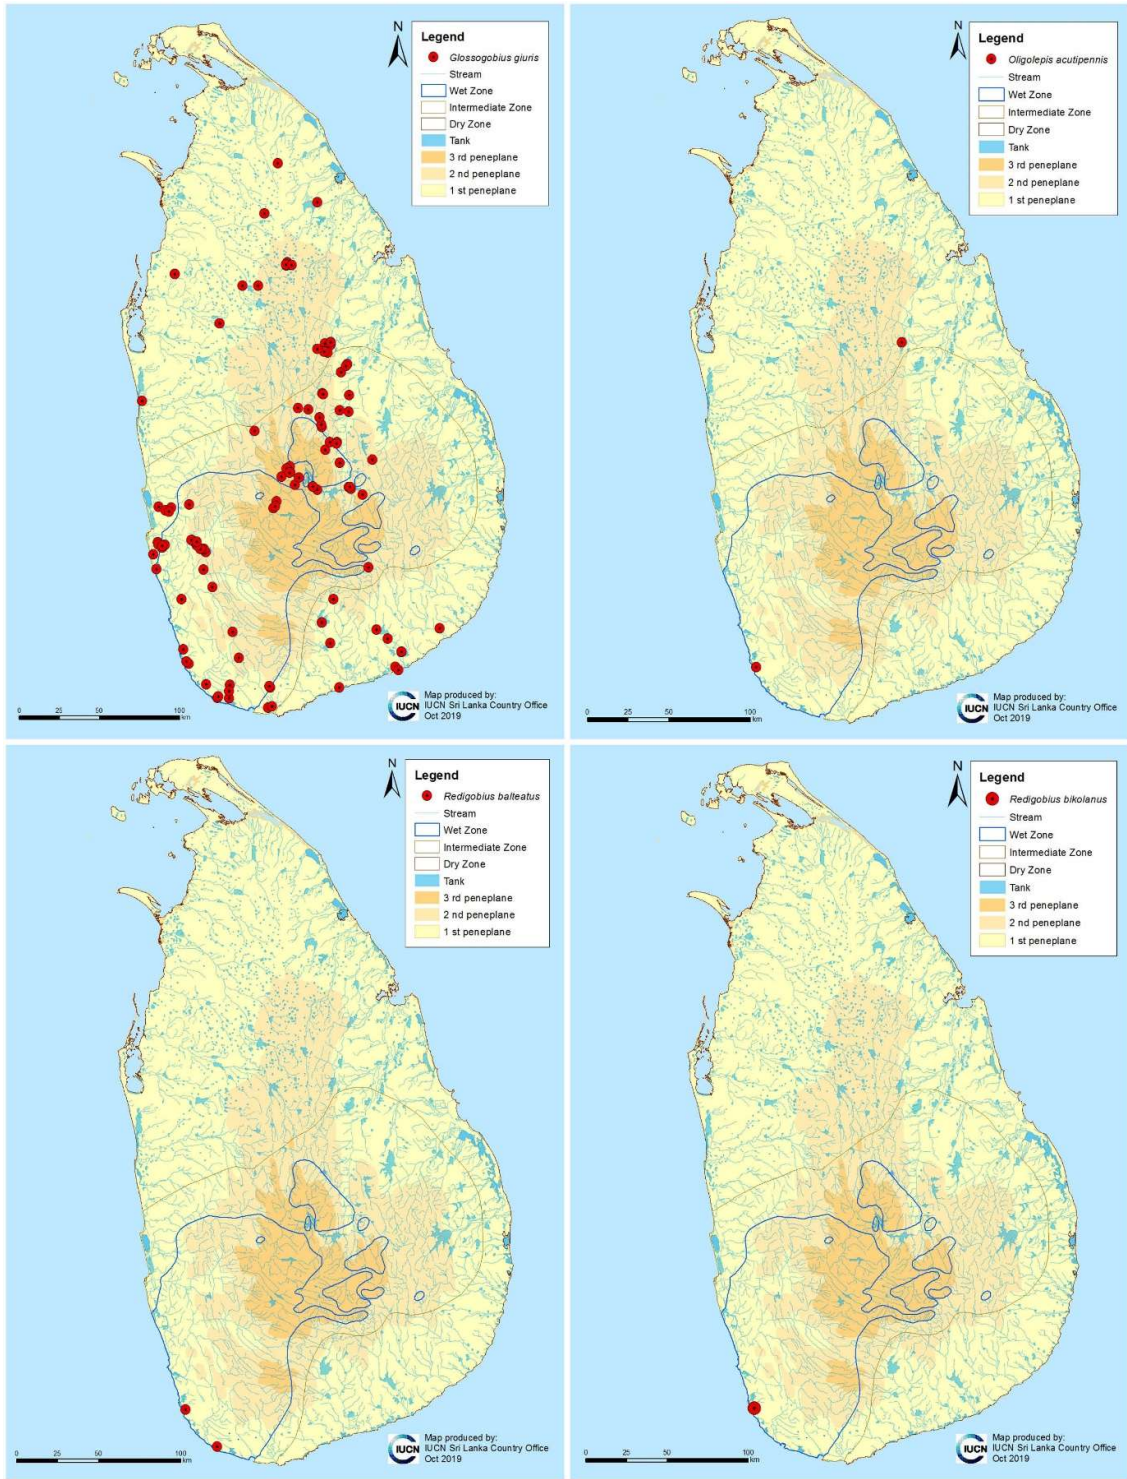 N
Legend
Glossogobius giuris
Stream
Wet Zone
Intermediate Zone
Dry Zone
Tank
3 rd peneplane
2 nd peneplane
1 st peneplane
0 25 50 100
km
IUCN
Map produced by:
IUCN Sri Lanka Country Office
Oct 2019
N
Legend
Oligolepis acutipennis
Stream
Wet Zone
Intermediate Zone
Dry Zone
Tank
3 rd peneplane
2 nd peneplane
1 st peneplane
0 25 50 100
km
IUCN
Map produced by:
IUCN Sri Lanka Country Office
Oct 2019
N
Legend
Redigobius balteatus
Stream
Wet Zone
Intermediate Zone
Dry Zone
Tank
3 rd peneplane
2 nd peneplane
1 st peneplane
0 25 50 100
km
IUCN
Map produced by:
IUCN Sri Lanka Country Office
Oct 2019
N
Legend
Redigobius bikolanus
Stream
Wet Zone
Intermediate Zone
Dry Zone
Tank
3 rd peneplane
2 nd peneplane
1 st peneplane
0 25 50 100
km
IUCN
Map produced by:
IUCN Sri Lanka Country Office
Oct 2019